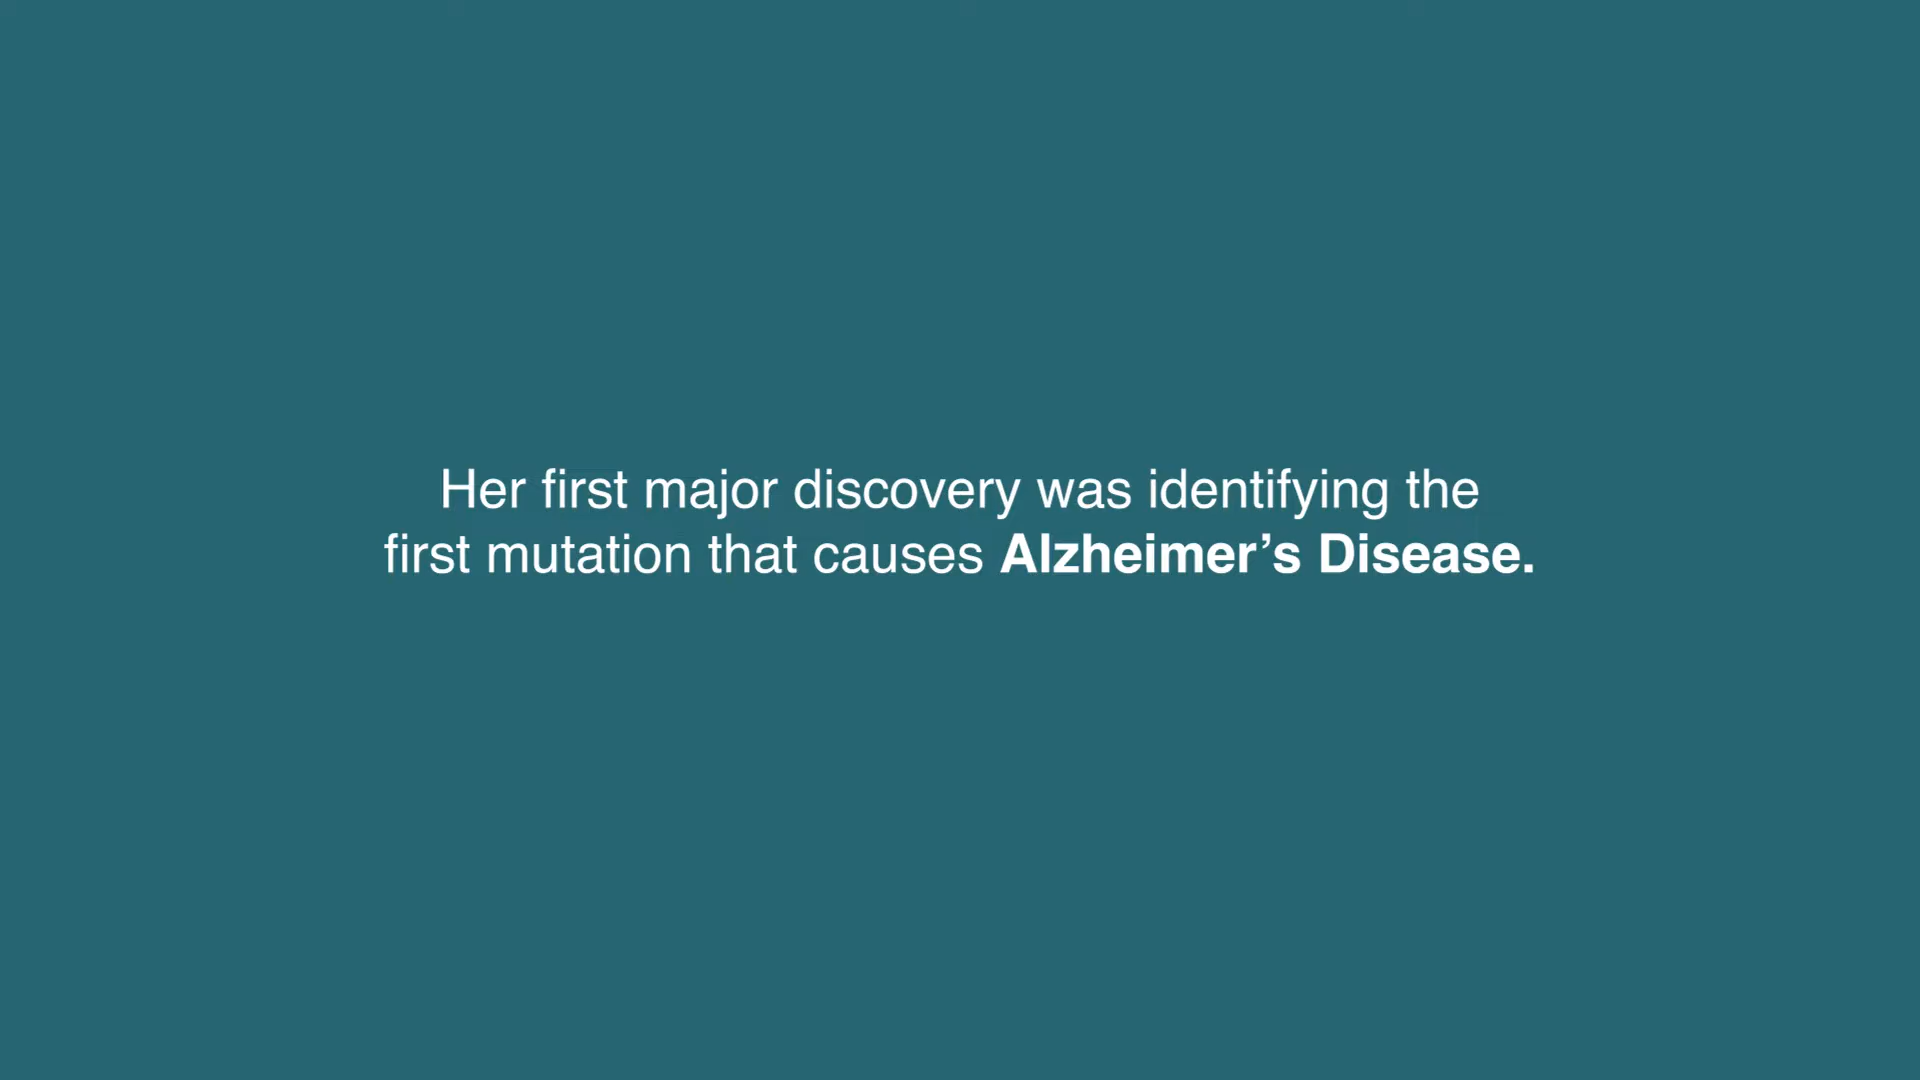 Her first major discovery was identifying the
first mutation that causes Alzheimer’s Disease.